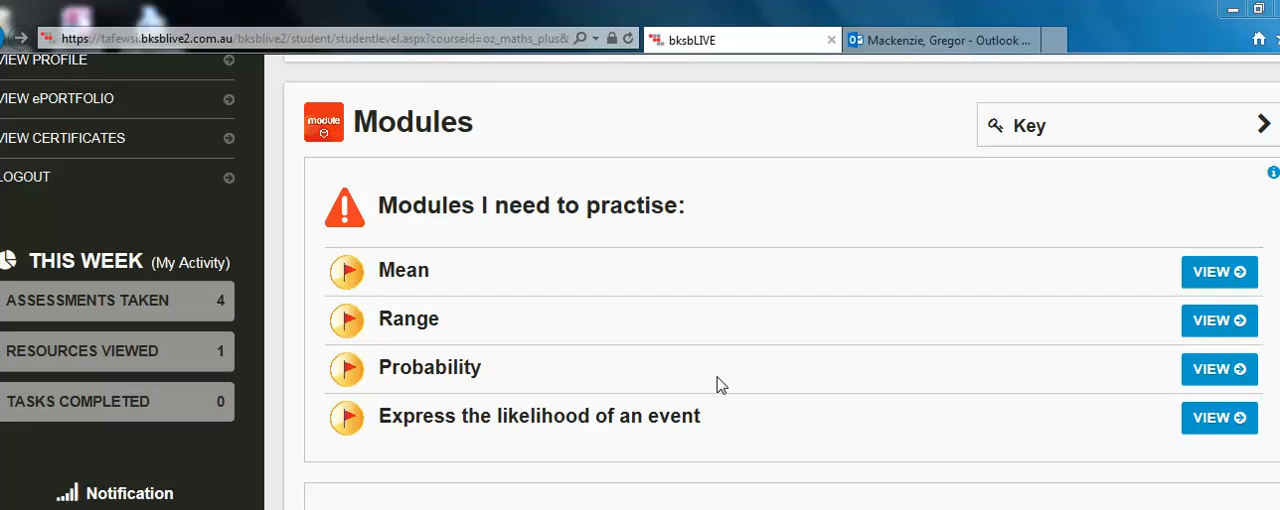 https://tafewsi.bksblive2.com.au/bksblive2/student/studentlevel.aspx?courseid=oz_maths_plus&
bksbLIVE
Mackenzie, Gregor - Outlook ...
VIEW PROFILE
VIEW ePORTFOLIO
VIEW CERTIFICATES
LOGOUT
THIS WEEK (My Activity)
ASSESSMENTS TAKEN 4
RESOURCES VIEWED 1
TASKS COMPLETED 0
Notification
module
Modules
Key
Modules I need to practise:
Mean VIEW
Range VIEW
Probability VIEW
Express the likelihood of an event VIEW